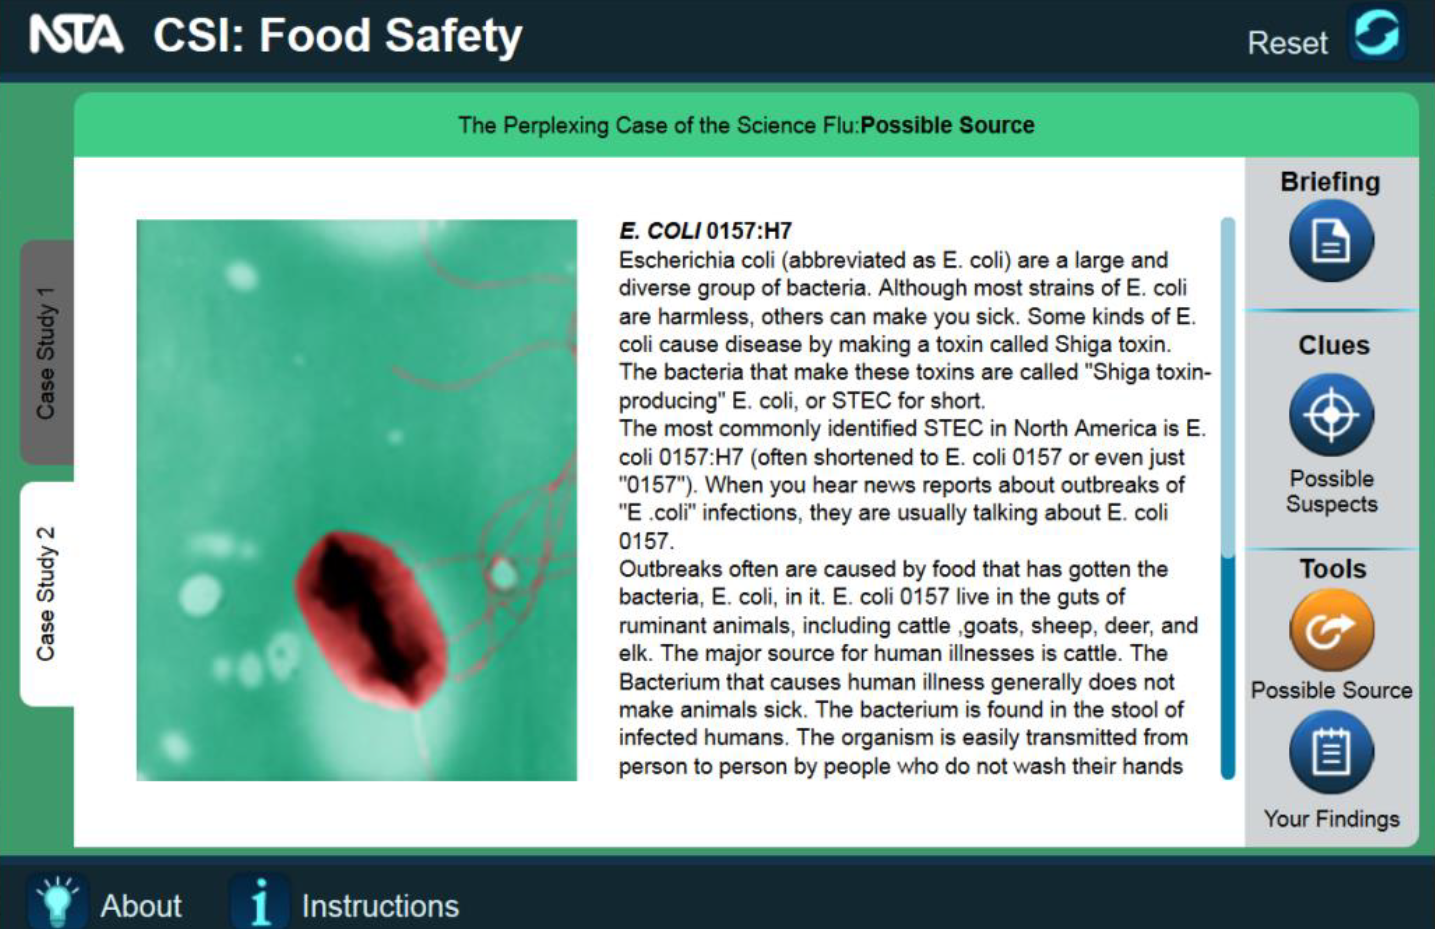 NSTA CSI: Food Safety
Reset
The Perplexing Case of the Science Flu:Possible Source
Case Study 1
Case Study 2
E. COLI 0157:H7
Escherichia coli (abbreviated as E. coli) are a large and
diverse group of bacteria. Although most strains of E. coli
are harmless, others can make you sick. Some kinds of E.
coli cause disease by making a toxin called Shiga toxin.
The bacteria that make these toxins are called "Shiga toxin-
producing" E. coli, or STEC for short.
The most commonly identified STEC in North America is E.
coli 0157:H7 (often shortened to E. coli 0157 or even just
"0157"). When you hear news reports about outbreaks of
"E .coli" infections, they are usually talking about E. coli
0157.
Outbreaks often are caused by food that has gotten the
bacteria, E. coli, in it. E. coli 0157 live in the guts of
ruminant animals, including cattle ,goats, sheep, deer, and
elk. The major source for human illnesses is cattle. The
Bacterium that causes human illness generally does not
make animals sick. The bacterium is found in the stool of
infected humans. The organism is easily transmitted from
person to person by people who do not wash their hands
Briefing
Clues
Possible
Suspects
Tools
Possible Source
Your Findings
About
Instructions